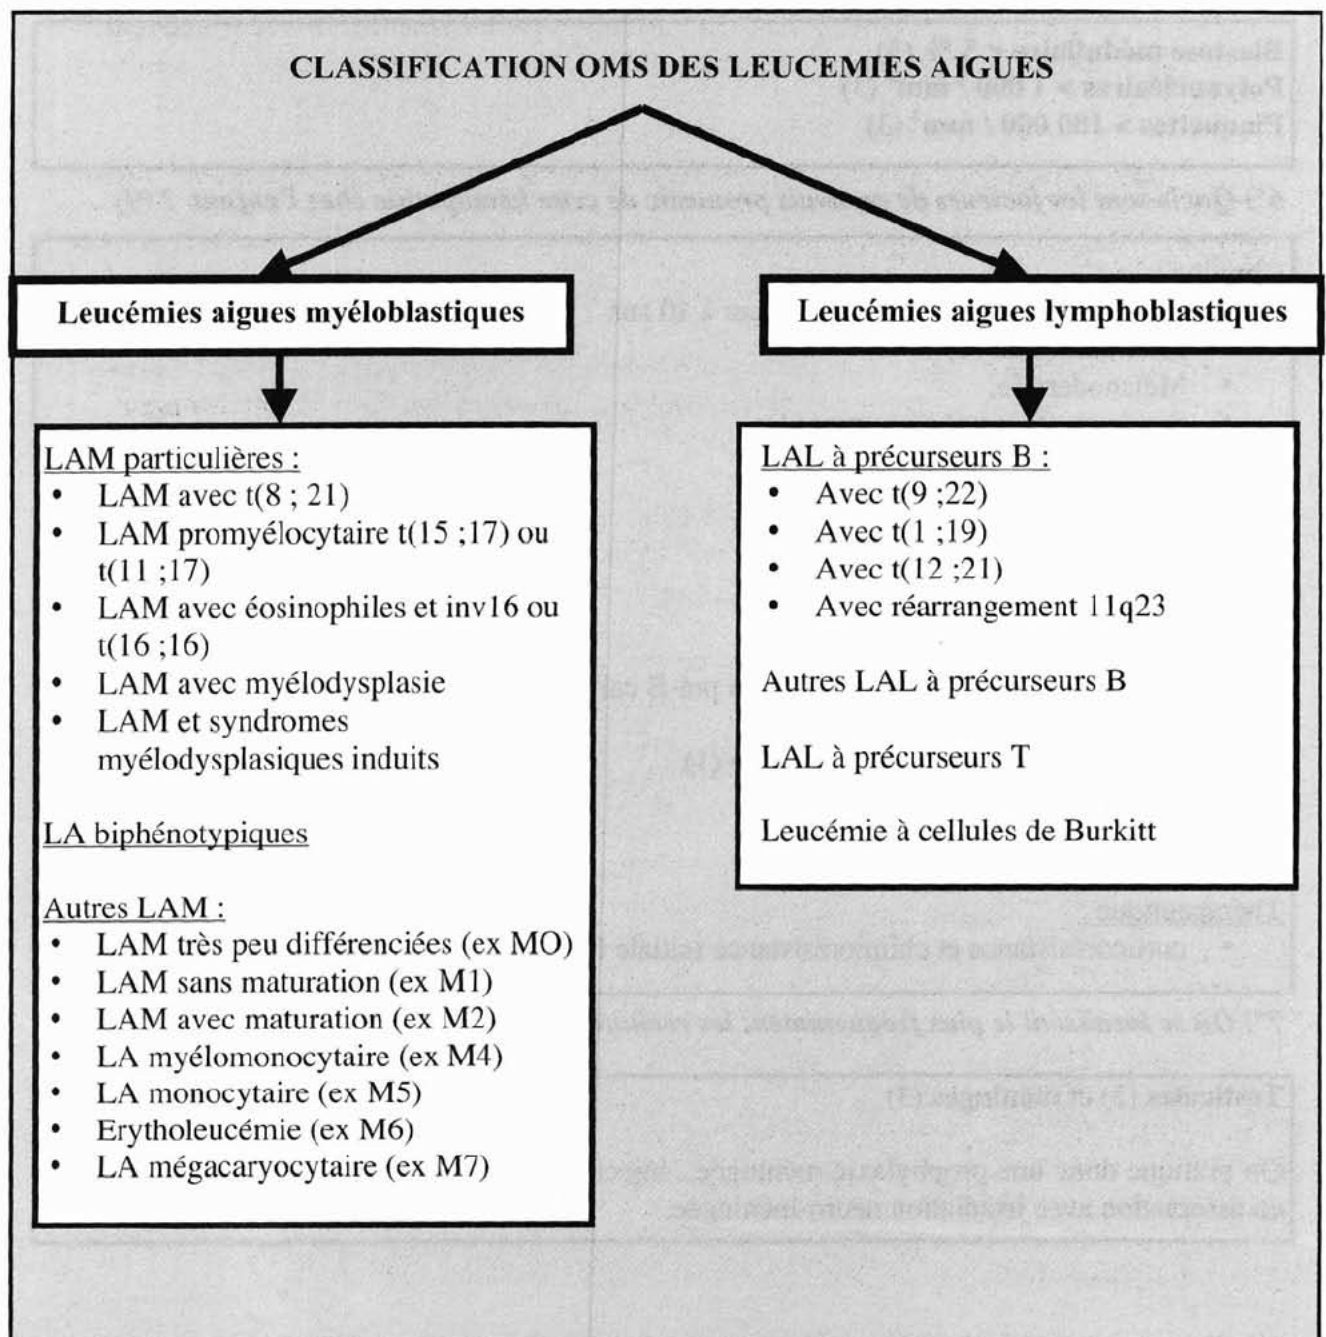 CLASSIFICATION OMS DES LEUCEMIES AIGUES
Leucémies aigues myéloblastiques
Leucémies aigues lymphoblastiques
LAM particulières :
• LAM avec t(8 ; 21)
• LAM promyélocytaire t(15 ;17) ou
t(11 ;17)
• LAM avec éosinophiles et inv16 ou
t(16 ;16)
• LAM avec myélodysplasie
• LAM et syndromes
myélodysplasiques induits
LA biphénotypiques
Autres LAM :
• LAM très peu différenciées (ex MO)
• LAM sans maturation (ex M1)
• LAM avec maturation (ex M2)
• LA myélomonocytaire (ex M4)
• LA monocytaire (ex M5)
• Erytholeucémie (ex M6)
• LA mégacaryocytaire (ex M7)
LAL à précurseurs B :
• Avec t(9 ;22)
• Avec t(1 ;19)
• Avec t(12 ;21)
• Avec réarrangement 11q23
Autres LAL à précurseurs B
LAL à précurseurs T
Leucémie à cellules de Burkitt